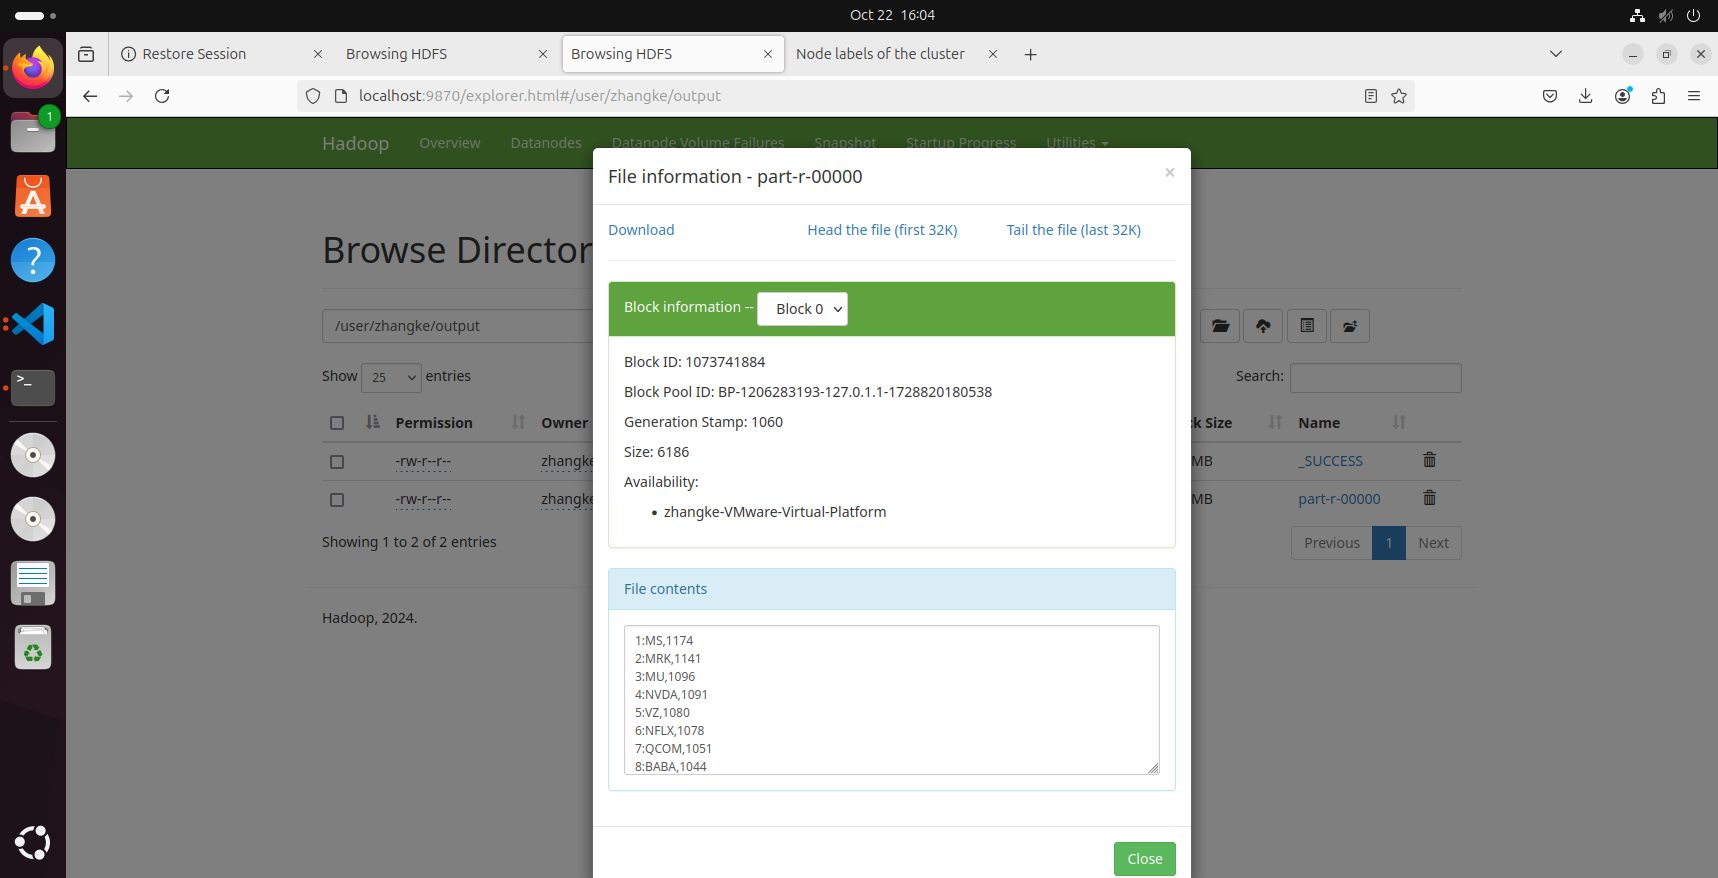 Oct 22 16:04
Restore Session
Browsing HDFS
Browsing HDFS
Node labels of the cluster
localhost:9870/explorer.html#/user/zhangke/output
1
Hadoop
Overview
Datanodes
Datanode Volume Failures
Snapshot
Startup Progress
Utilities
File information - part-r-00000
×
Download
Head the file (first 32K)
Tail the file (last 32K)
Browse Director
Block information -- Block 0
/user/zhangke/output
Block ID: 1073741884
Show 25 entries
Search:
Block Pool ID: BP-1206283193-127.0.1.1-1728820180538
Generation Stamp: 1060
Permission
Owner
k Size
Name
Size: 6186
-rw-r--r--
zhangke
MB
_SUCCESS
Availability:
-rw-r--r--
zhangke
MB
part-r-00000
zhangke-VMware-Virtual-Platform
Showing 1 to 2 of 2 entries
Previous
1
Next
File contents
Hadoop, 2024.
1:MS,1174
2:MRK,1141
3:MU,1096
4:NVDA,1091
5:VZ,1080
6:NFLX,1078
7:QCOM,1051
8:BABA,1044
Close